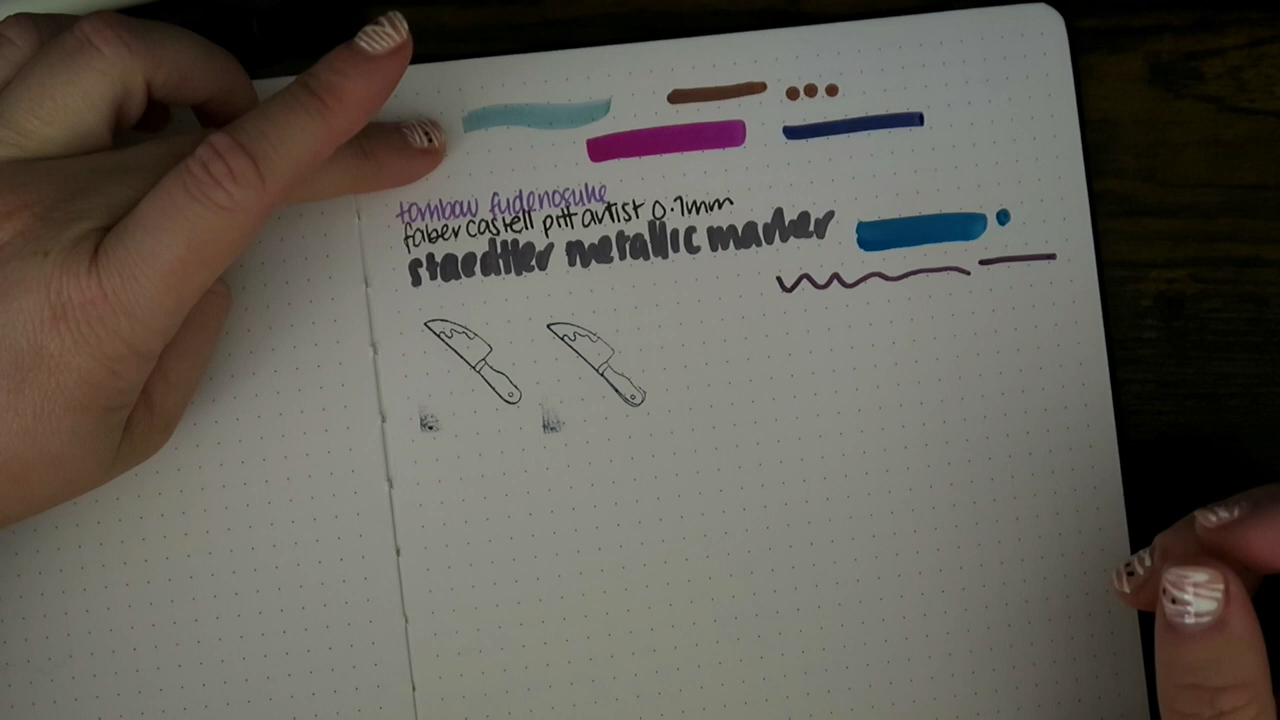 tombow fudenosuke
faber castell pitt artist 0.7mm
staedtler metallic marker